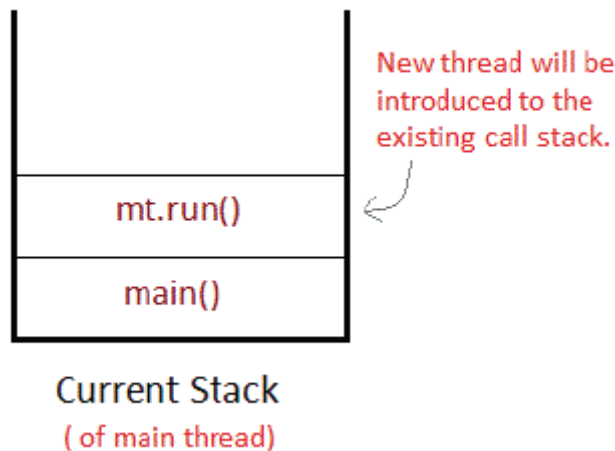 New thread will be
introduced to the
existing call stack.
mt.run()
main()
Current Stack
( of main thread)